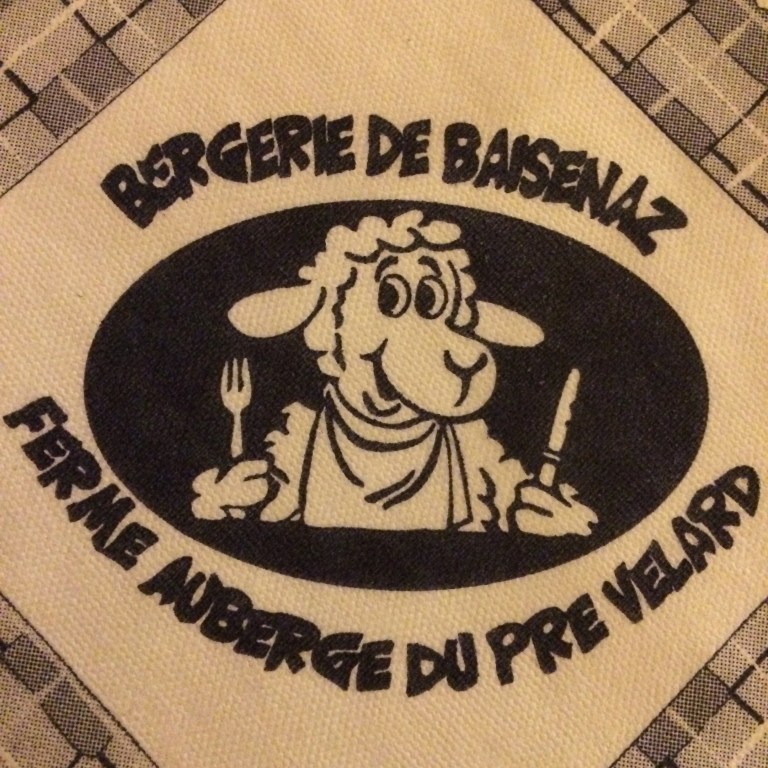 BERGERIE DE BAISENAZ
FERME AUBERGE DU PRE VELARD